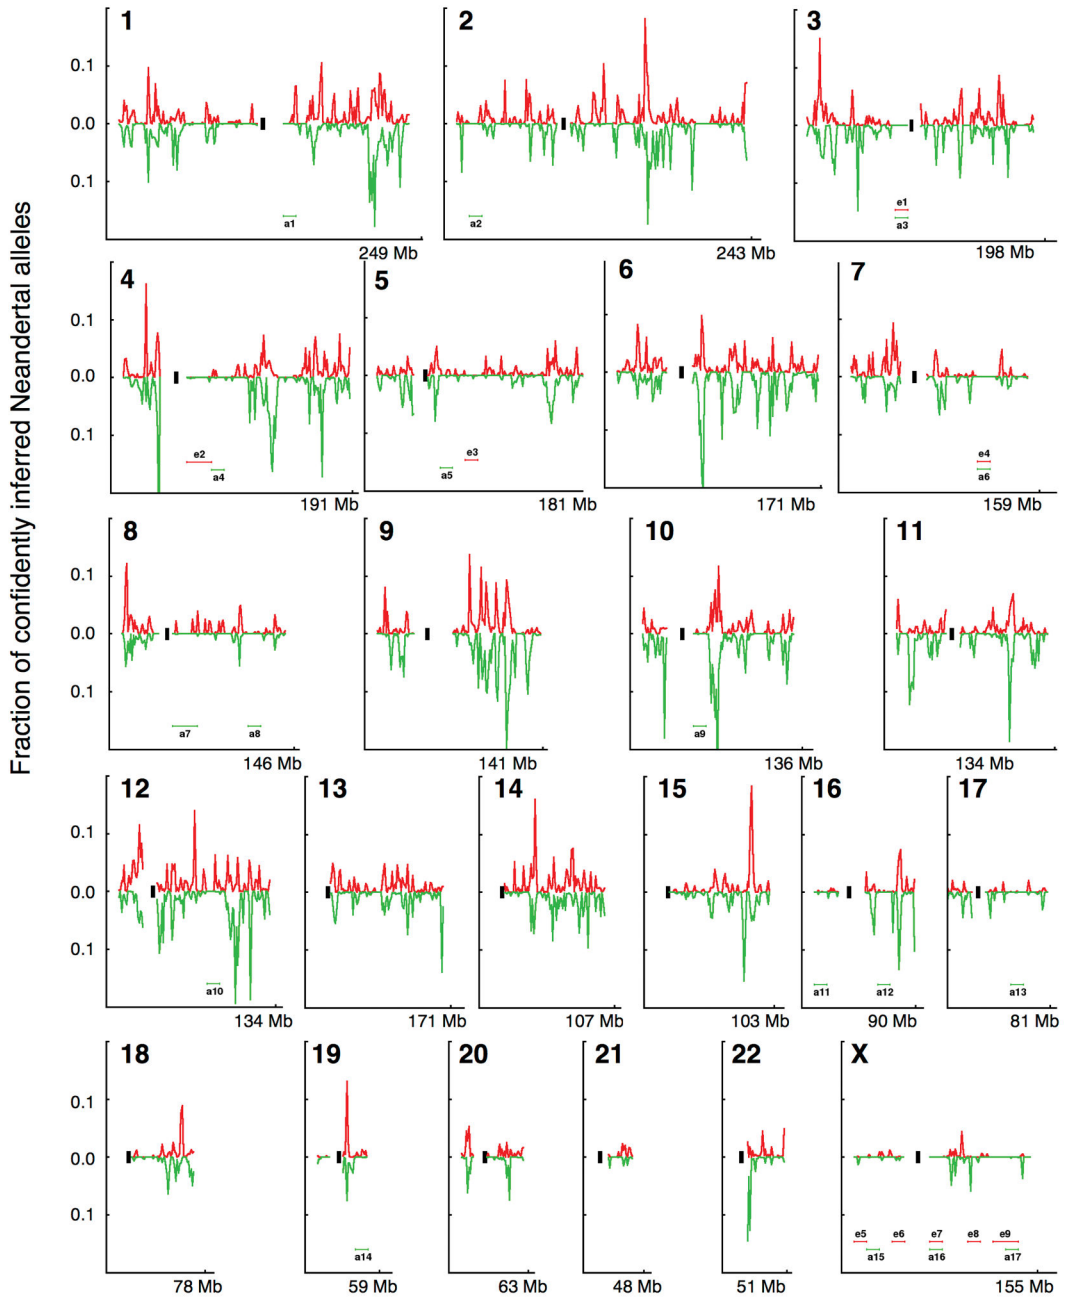 Fraction of confidently inferred Neandertal alleles
1 2 3
0.1
0.0
0.1
a1 a2 e1
a3
249 Mb 243 Mb 198 Mb
4 5 6 7
0.1
0.0
0.1
e2 e3 e4
a4 a5 a6
191 Mb 181 Mb 171 Mb 159 Mb
8 9 10 11
0.1
0.0
0.1
a7 a8 a9
146 Mb 141 Mb 136 Mb 134 Mb
12 13 14 15 16 17
0.1
0.0
0.1
a10 a11 a12 a13
134 Mb 171 Mb 107 Mb 103 Mb 90 Mb 81 Mb
18 19 20 21 22 X
0.1
0.0
0.1
e5 e6 e7 e8 e9
a14 a15 a16 a17
78 Mb 59 Mb 63 Mb 48 Mb 51 Mb 155 Mb